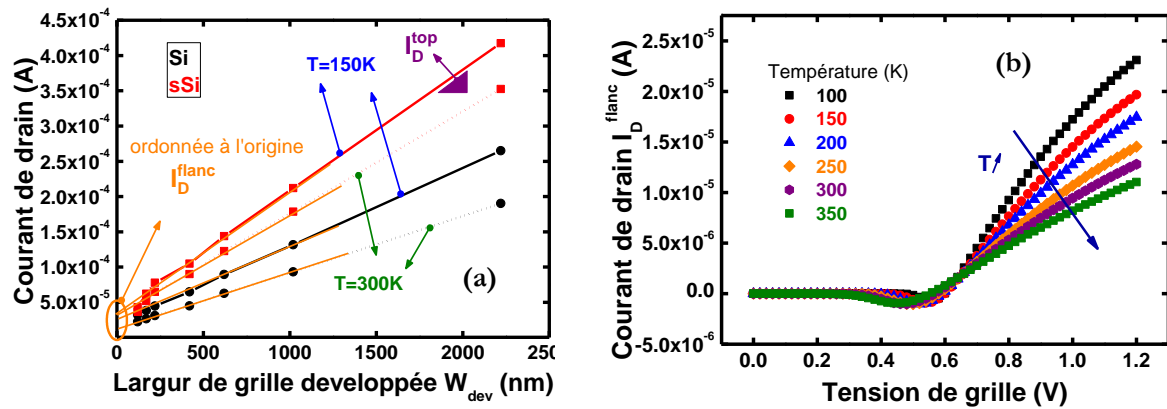 (a)
Courant de drain (A)
4.5x10⁻⁴
4.0x10⁻⁴
3.5x10⁻⁴
3.0x10⁻⁴
2.5x10⁻⁴
2.0x10⁻⁴
1.5x10⁻⁴
1.0x10⁻⁴
5.0x10⁻⁵
Si
sSi
T=150K
I_D^top
ordonnée à l'origine
I_D^flanc
T=300K
0 500 1000 1500 2000 250
Largur de grille developpée W_dev (nm)
(b)
Courant de drain I_D^flanc (A)
2.5x10⁻⁵
2.0x10⁻⁵
1.5x10⁻⁵
1.0x10⁻⁵
5.0x10⁻⁶
0.0
-5.0x10⁻⁶
Température (K)
100
150
200
250
300
350
T
0.0 0.2 0.4 0.6 0.8 1.0 1.2
Tension de grille (V)